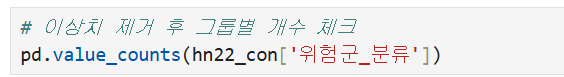 # 이상치 제거 후 그룹별 개수 체크
pd.value_counts(hn22_con['위험군_분류'])